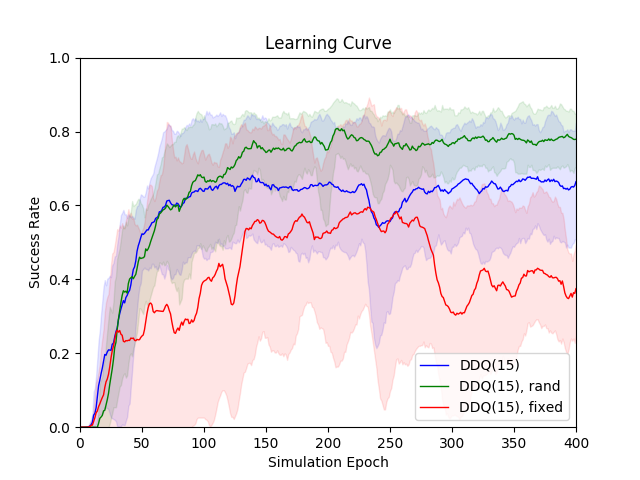 Learning Curve
1.0
0.8
0.6
0.4
0.2
0.0
Success Rate
0 50 100 150 200 250 300 350 400
Simulation Epoch
DDQ(15)
DDQ(15), rand
DDQ(15), fixed